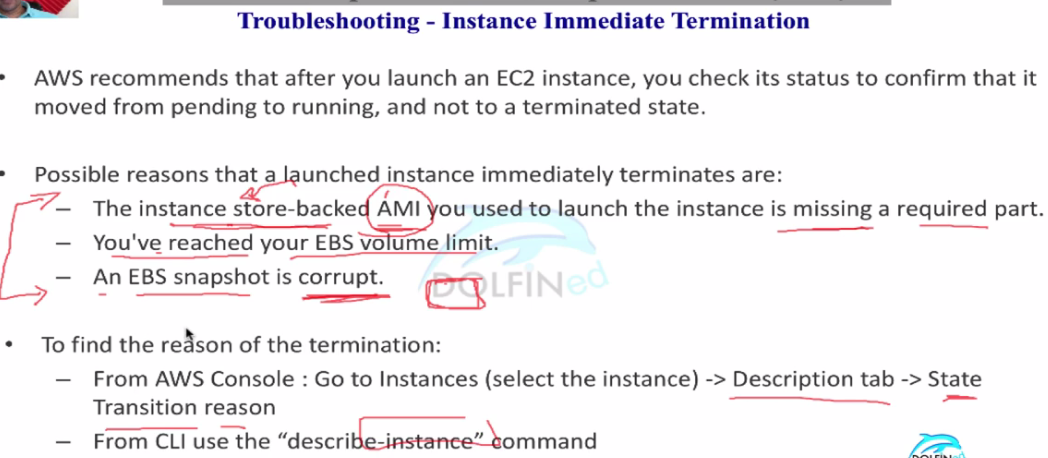 Troubleshooting - Instance Immediate Termination
• AWS recommends that after you launch an EC2 instance, you check its status to confirm that it
moved from pending to running, and not to a terminated state.
• Possible reasons that a launched instance immediately terminates are:
– The instance store-backed AMI you used to launch the instance is missing a required part.
– You've reached your EBS volume limit.
– An EBS snapshot is corrupt.
DOLFINed
• To find the reason of the termination:
– From AWS Console : Go to Instances (select the instance) -> Description tab -> State
Transition reason
– From CLI use the “describe-instance” command
DOLFINed